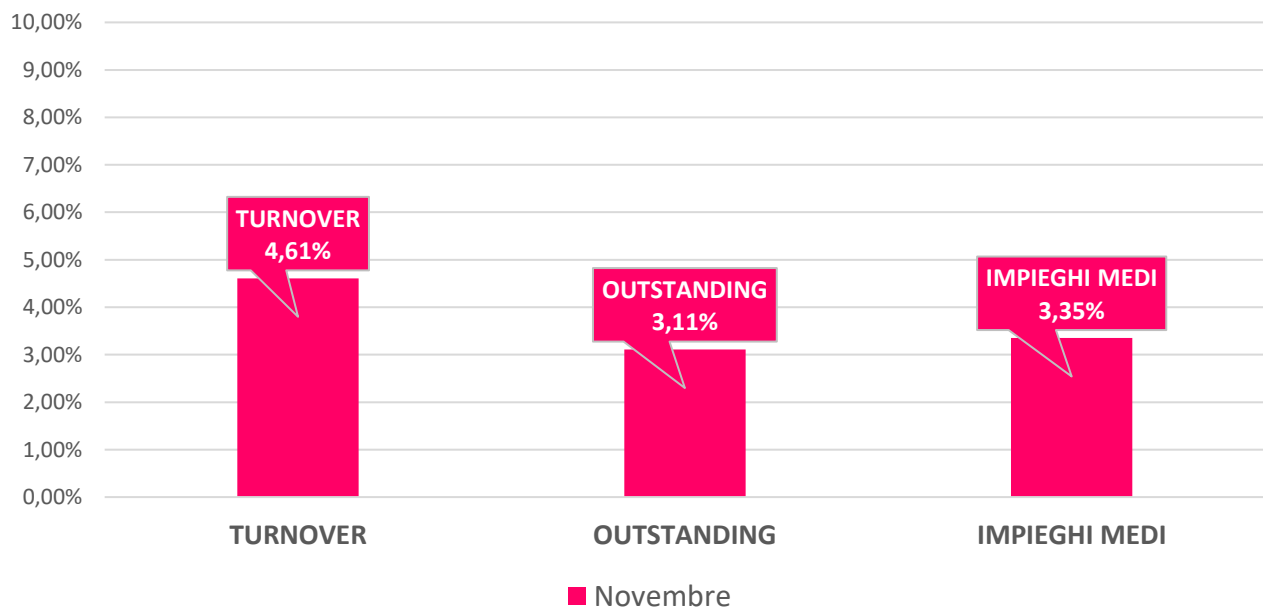 10,00%
9,00%
8,00%
7,00%
6,00%
5,00%
4,00%
3,00%
2,00%
1,00%
0,00%
TURNOVER
4,61%
OUTSTANDING
3,11%
IMPIEGHI MEDI
3,35%
TURNOVER
OUTSTANDING
IMPIEGHI MEDI
Novembre